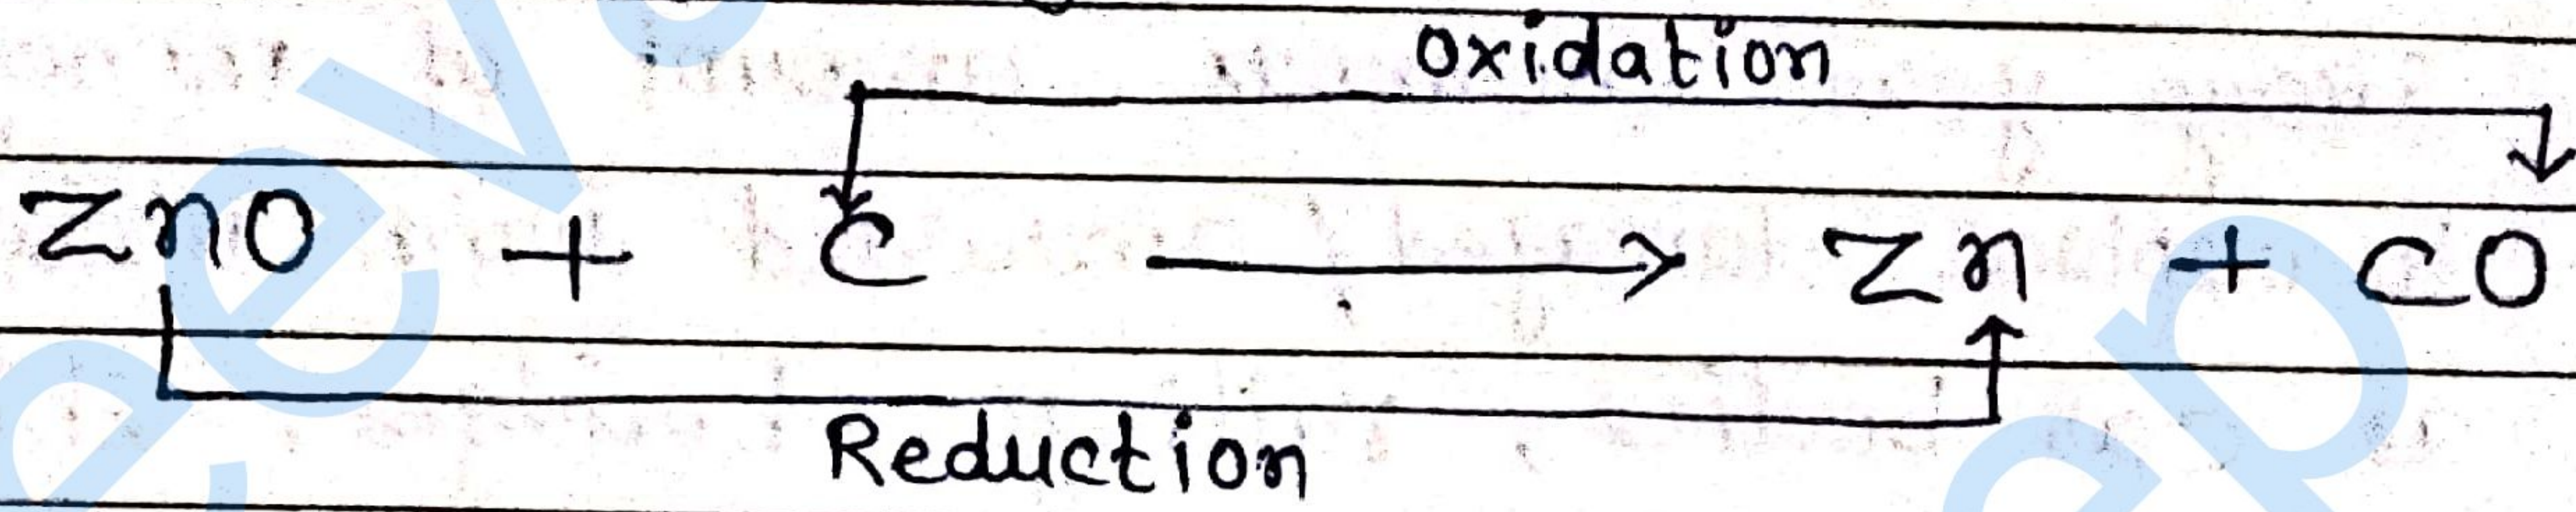 Oxidation
ZnO + C → Zn + CO
Reduction